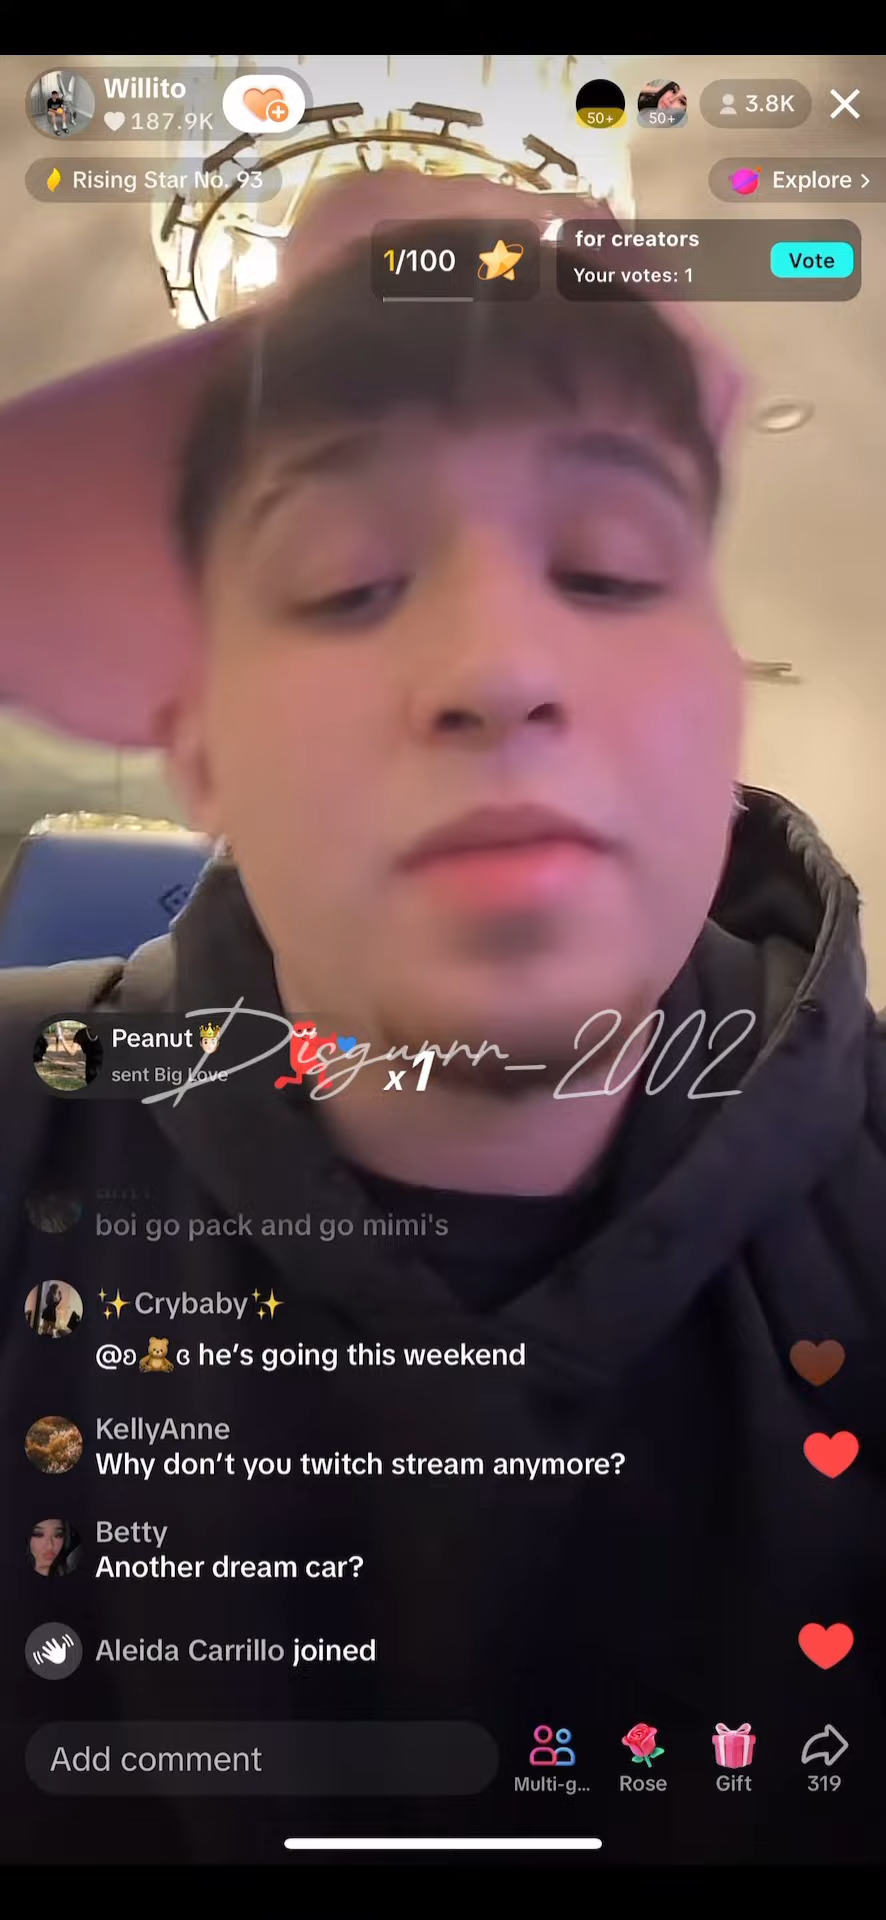 Willito
187.9K
50+
50+
3.8K
Rising Star No. 93
Explore >
1/100
for creators
Your votes: 1
Vote
Peanut
sent Big Love
x1
Disgunnn_2002
boi go pack and go mimi's
✨Crybaby✨
@ʚ🧸ɞ he's going this weekend
KellyAnne
Why don't you twitch stream anymore?
Betty
Another dream car?
Aleida Carrillo joined
Add comment
Multi-g...
Rose
Gift
319